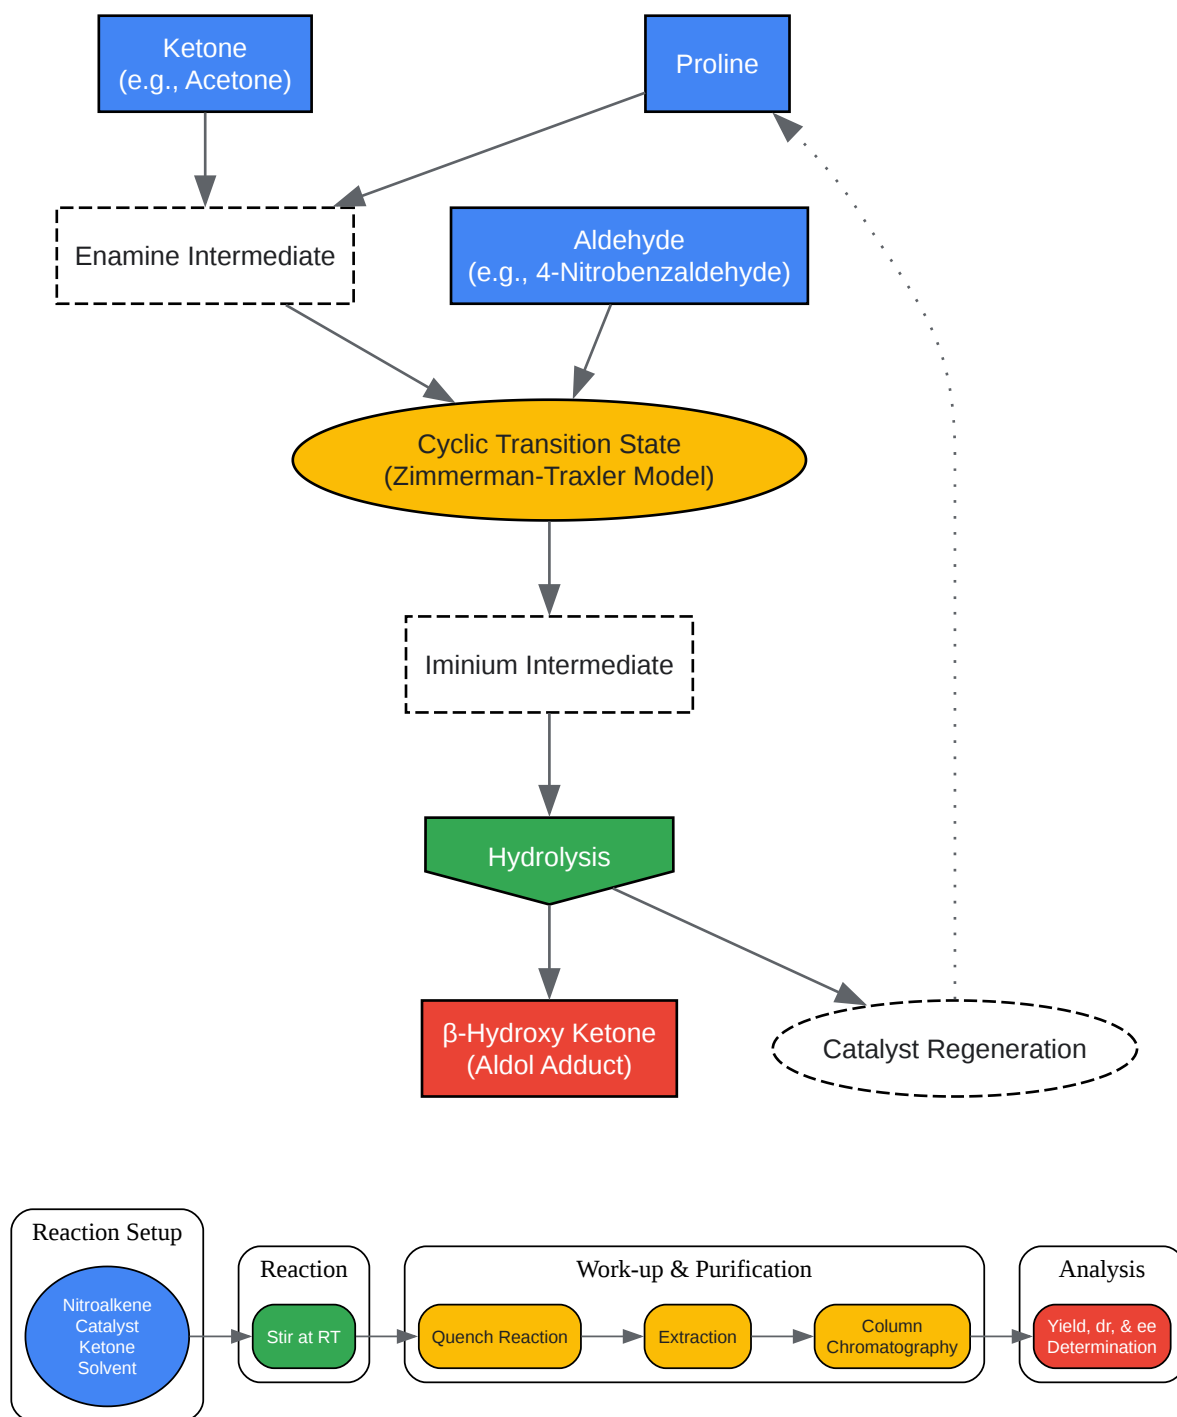 Ketone
(e.g., Acetone)
Proline
Enamine Intermediate
Aldehyde
(e.g., 4-Nitrobenzaldehyde)
Cyclic Transition State
(Zimmerman-Traxler Model)
Iminium Intermediate
Hydrolysis
β-Hydroxy Ketone
(Aldol Adduct)
Catalyst Regeneration
Reaction Setup
Nitroalkene
Catalyst
Ketone
Solvent
Reaction
Stir at RT
Work-up & Purification
Quench Reaction
Extraction
Column
Chromatography
Analysis
Yield, dr, & ee
Determination